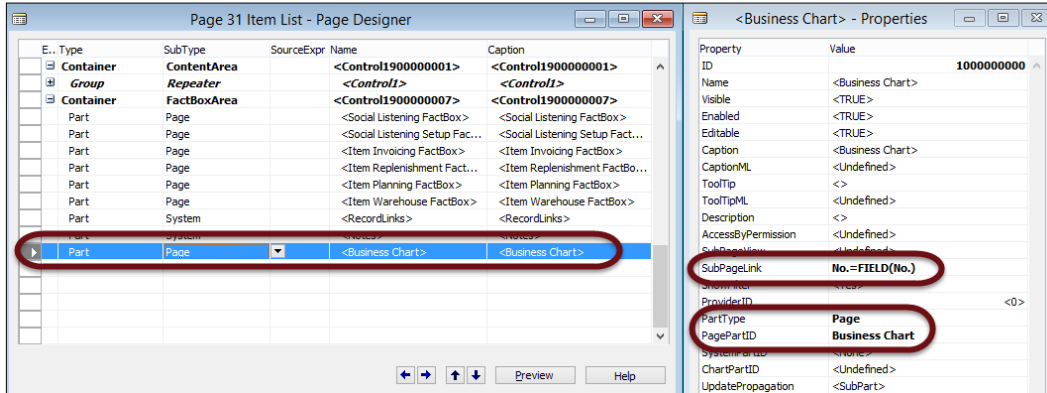 Page 31 Item List - Page Designer
E.. Type SubType SourceExpr Name Caption
Container ContentArea <Control1900000001> <Control1900000001>
Group Repeater <Control1> <Control1>
Container FactBoxArea <Control1900000007> <Control1900000007>
Part Page <Social Listening FactBox> <Social Listening FactBox>
Part Page <Social Listening Setup Fac... <Social Listening Setup Fact...
Part Page <Item Invoicing FactBox> <Item Invoicing FactBox>
Part Page <Item Replenishment Fact... <Item Replenishment FactBo...
Part Page <Item Planning FactBox> <Item Planning FactBox>
Part Page <Item Warehouse FactBox> <Item Warehouse FactBox>
Part System <RecordLinks> <RecordLinks>
Part System <Notes> <Notes>
Part Page <Business Chart> <Business Chart>
Preview Help
<Business Chart> - Properties
Property Value
ID 1000000000
Name <Business Chart>
Visible <TRUE>
Enabled <TRUE>
Editable <TRUE>
Caption <Business Chart>
CaptionML <Undefined>
ToolTip <>
ToolTipML <Undefined>
Description <>
AccessByPermission <Undefined>
SubPageView <Undefined>
SubPageLink No.=FIELD(No.)
ShowFilter <Yes>
ProviderID <0>
PartType Page
PagePartID Business Chart
SystemPartID <None>
ChartPartID <Undefined>
UpdatePropagation <SubPart>